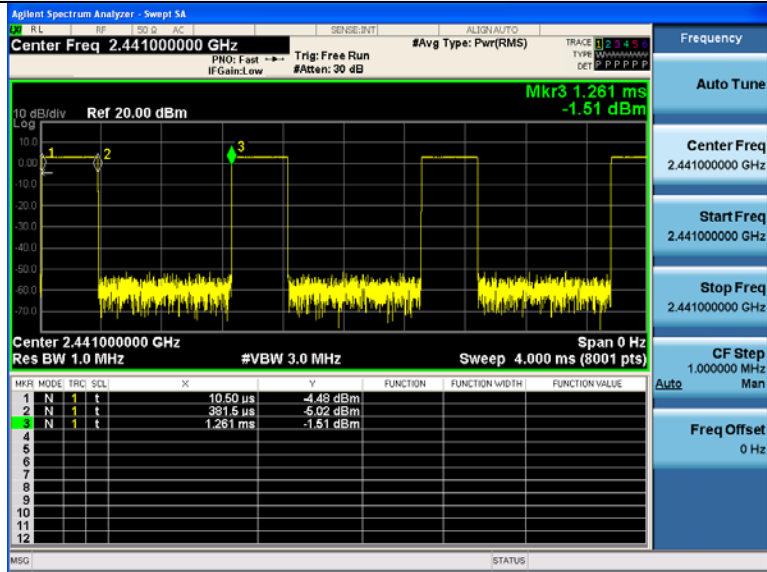 Agilent Spectrum Analyzer - Swept SA
LXI RL RF 50 Ω AC SENSE:INT ALIGN AUTO
Center Freq 2.441000000 GHz
PNO: Fast
IFGain:Low
Trig: Free Run
#Atten: 30 dB
#Avg Type: Pwr(RMS)
TRACE 1 2 3 4 5 6
TYPE WWWWWW
DET P P P P P P
Mkr3 1.261 ms
-1.51 dBm
10 dB/div Ref 20.00 dBm
Log
10.0
0.00
-10.0
-20.0
-30.0
-40.0
-50.0
-60.0
-70.0
1
2
3
Center 2.441000000 GHz Span 0 Hz
Res BW 1.0 MHz #VBW 3.0 MHz Sweep 4.000 ms (8001 pts)
MKR MODE TRC SCL X Y FUNCTION FUNCTION WIDTH FUNCTION VALUE
1 N 1 t 10.50 µs -4.48 dBm
2 N 1 t 381.5 µs -5.02 dBm
3 N 1 t 1.261 ms -1.51 dBm
4
5
6
7
8
9
10
11
12
MSG STATUS
Frequency
Auto Tune
Center Freq
2.441000000 GHz
Start Freq
2.441000000 GHz
Stop Freq
2.441000000 GHz
CF Step
1.000000 MHz
Auto Man
Freq Offset
0 Hz